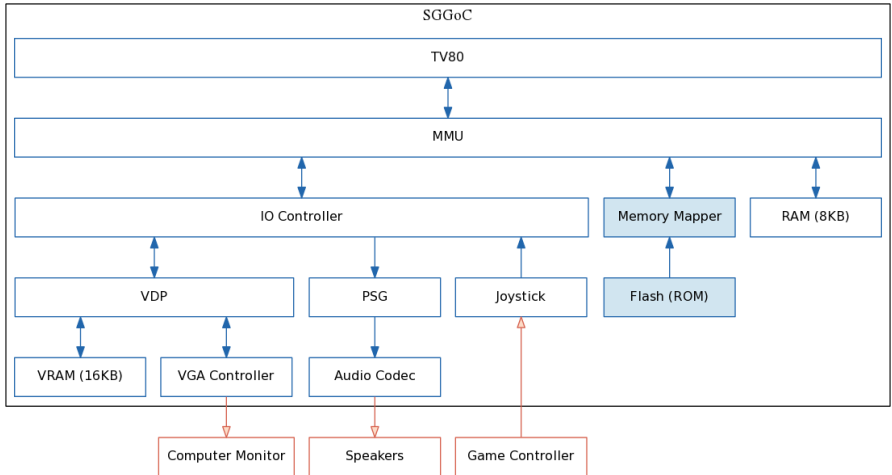 SGGoC
TV80
MMU
IO Controller
Memory Mapper
RAM (8KB)
VDP
PSG
Joystick
Flash (ROM)
VRAM (16KB)
VGA Controller
Audio Codec
Computer Monitor
Speakers
Game Controller